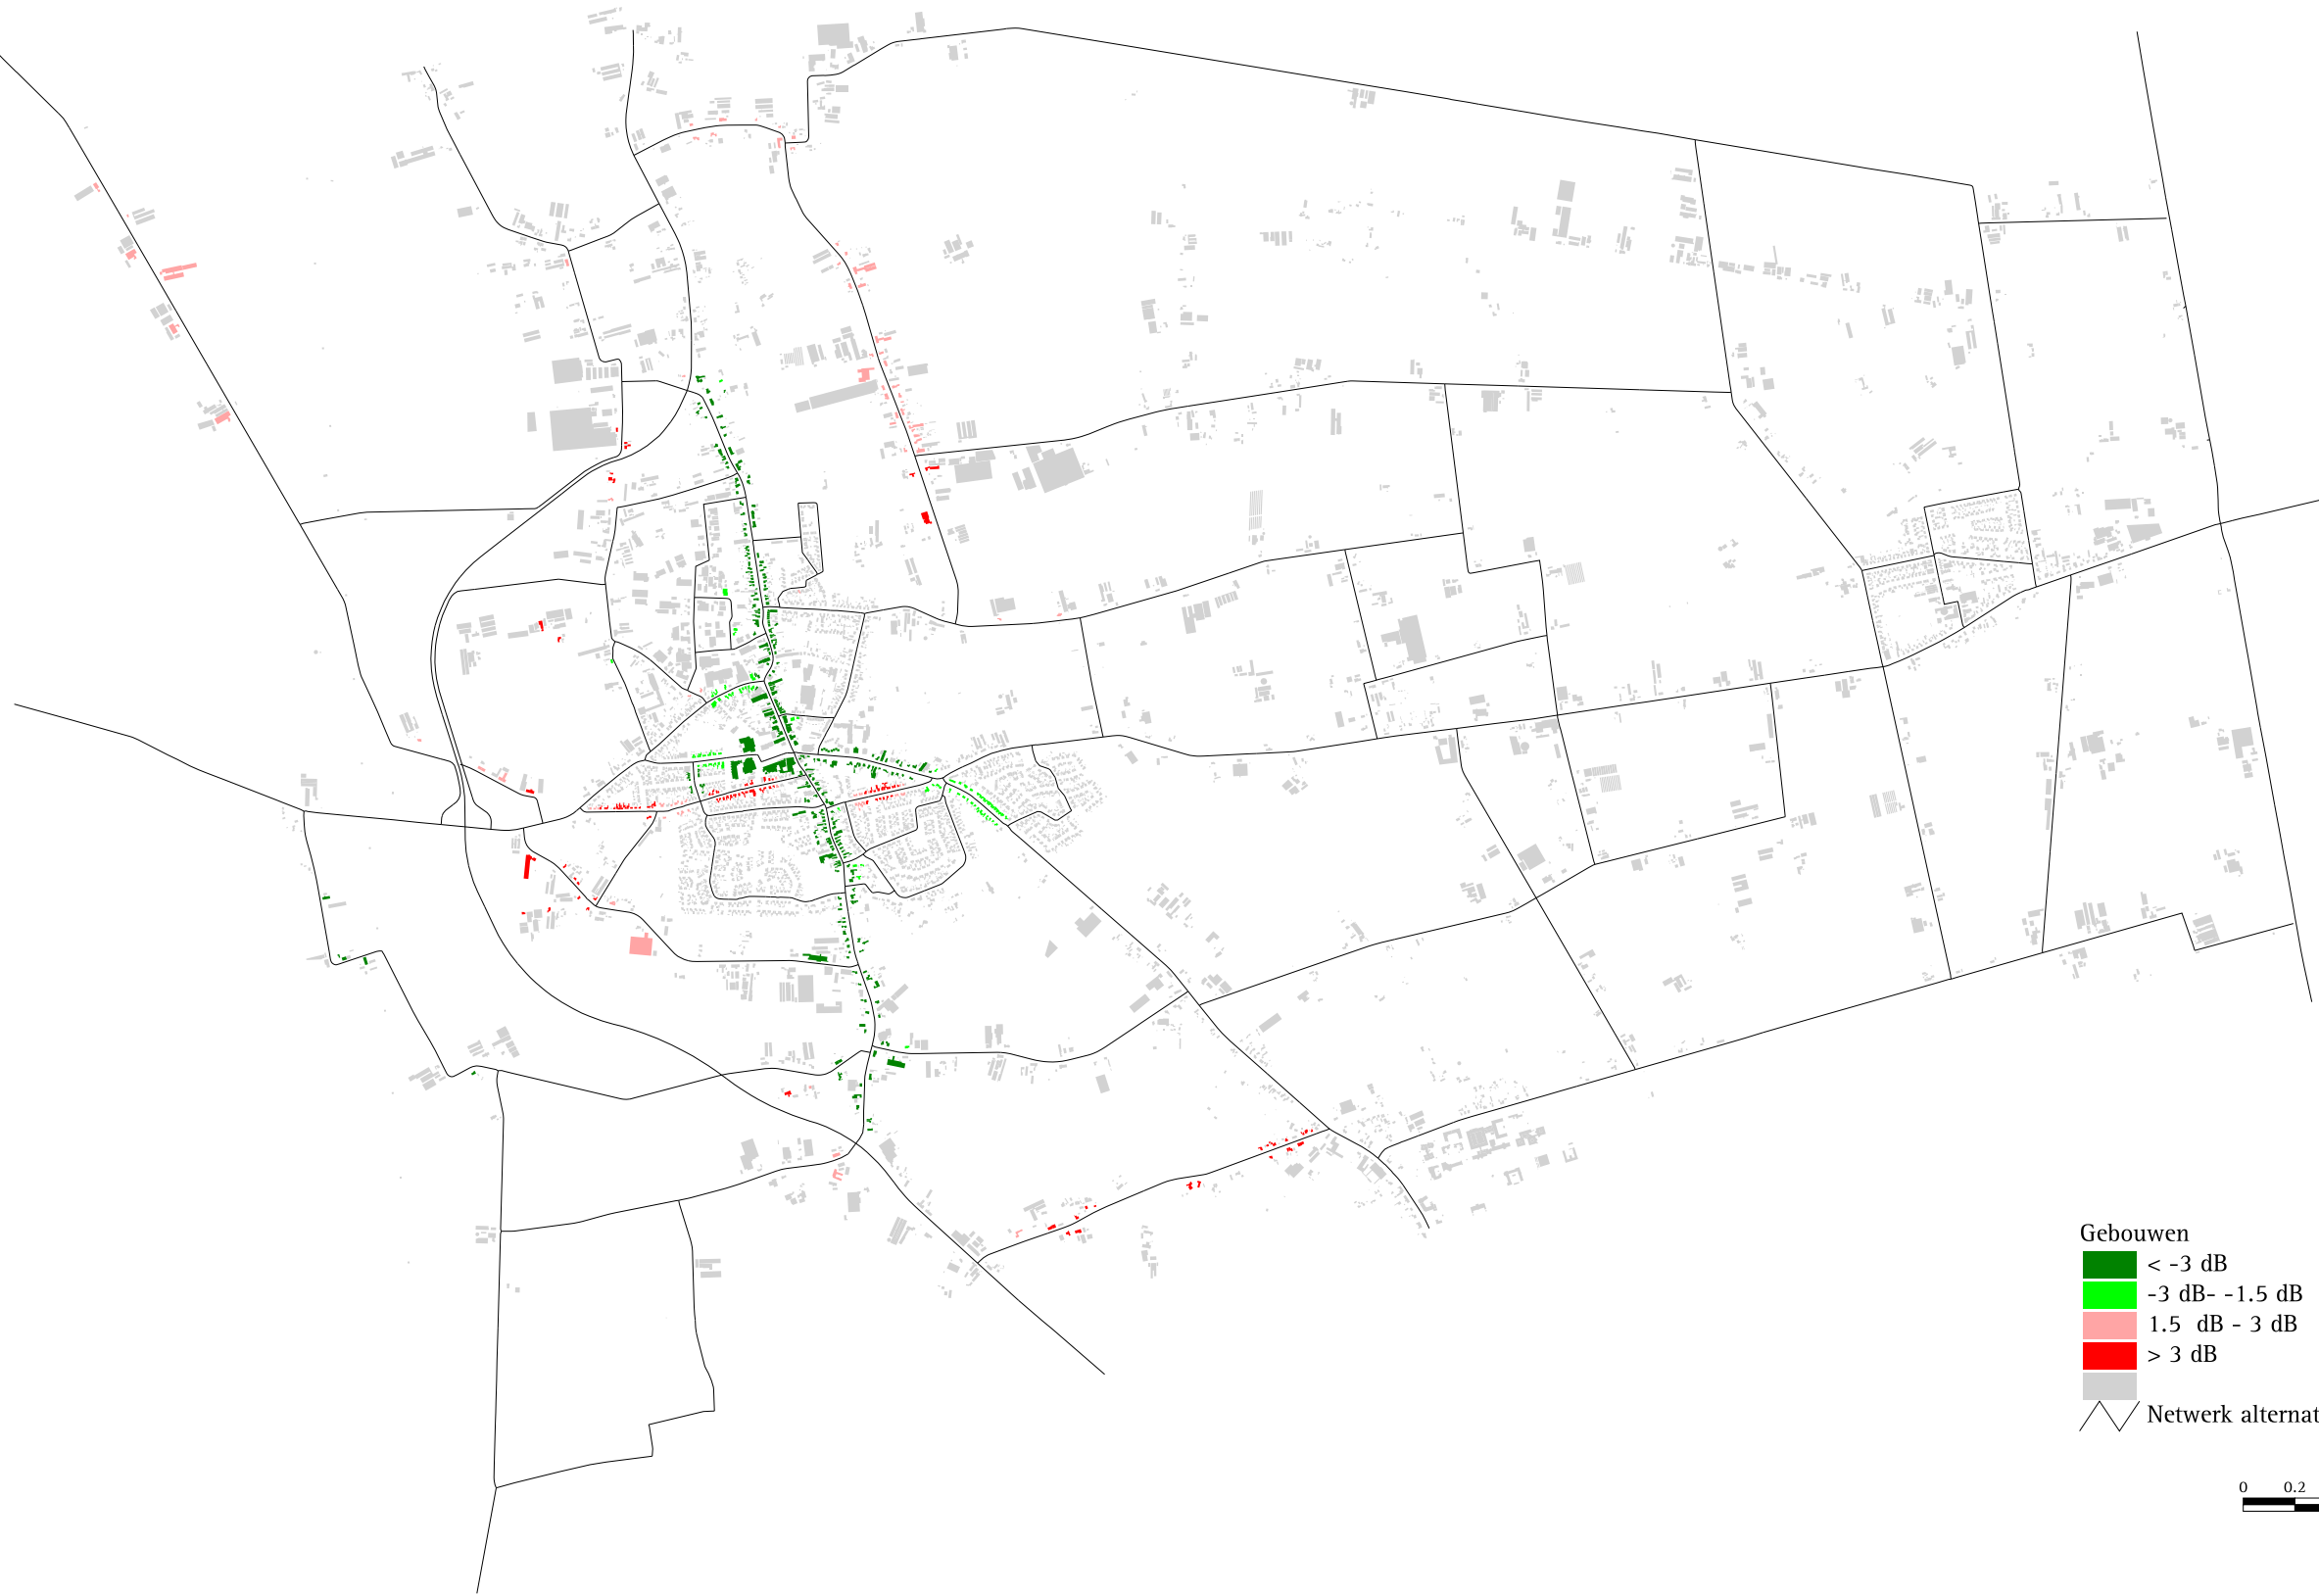 Gebouwen
< -3 dB
-3 dB- -1.5 dB
1.5 dB - 3 dB
> 3 dB
Netwerk alternat
0 0.2